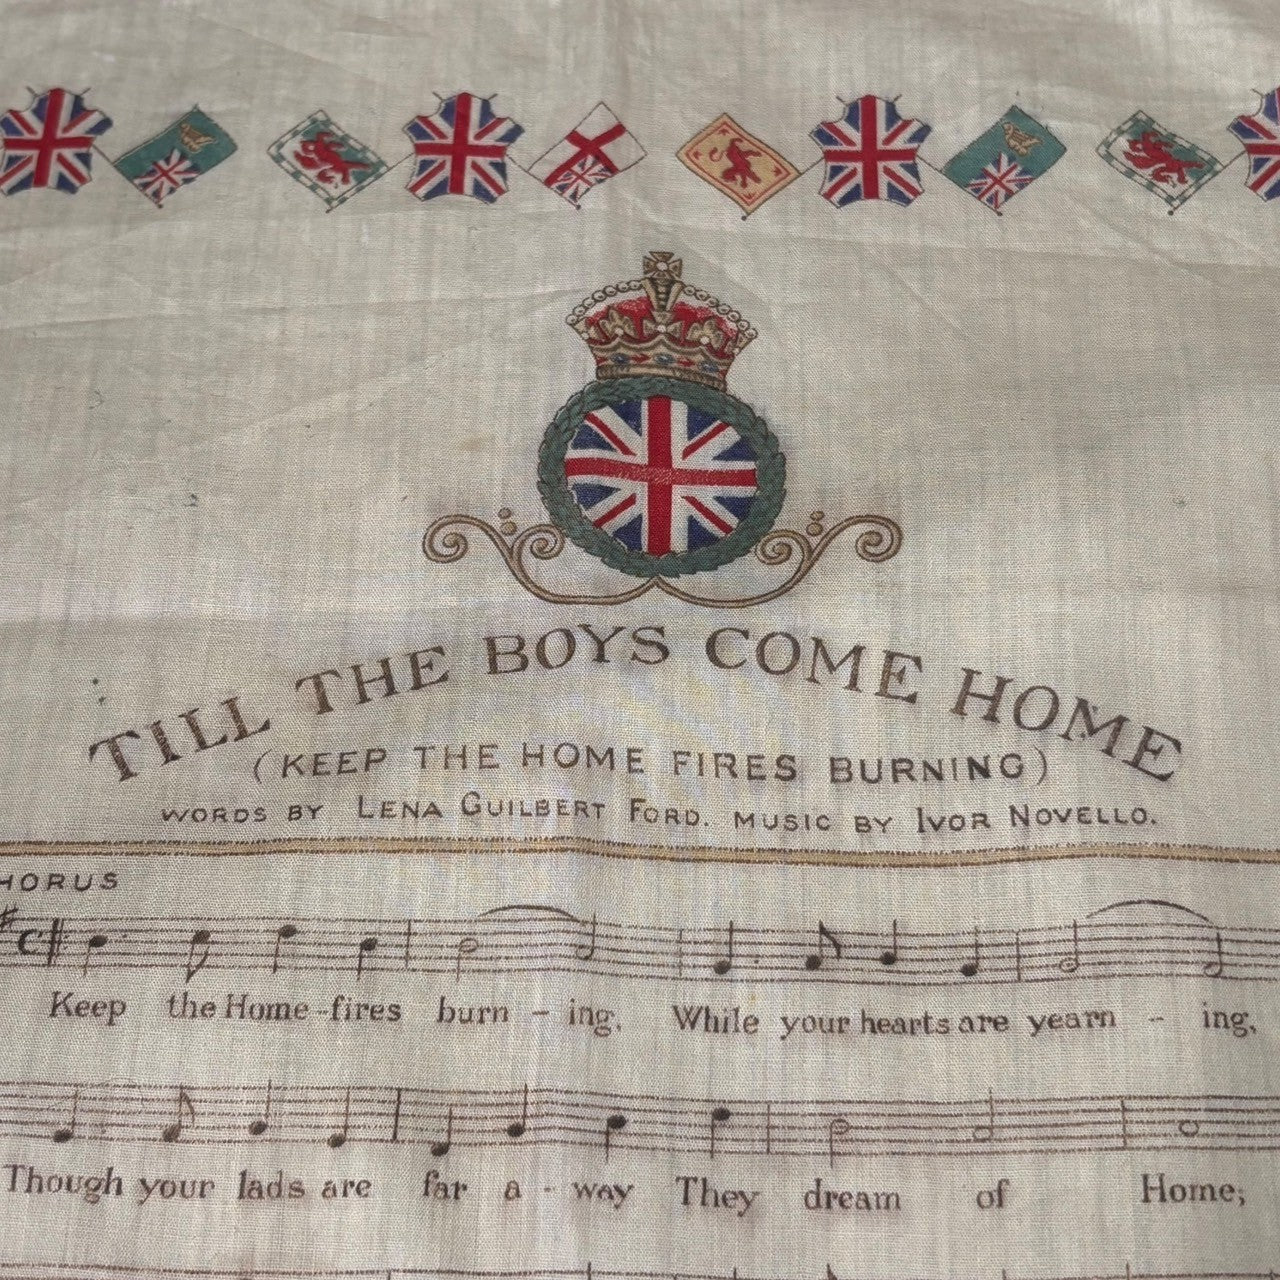 TILL THE BOYS COME HOME
(KEEP THE HOME FIRES BURNING)
WORDS BY LENA GUILBERT FORD. MUSIC BY IVOR NOVELLO.
HORUS
Keep the Home-fires burn - ing, While your hearts are yearn - ing,
Though your lads are far a - way They dream of Home;